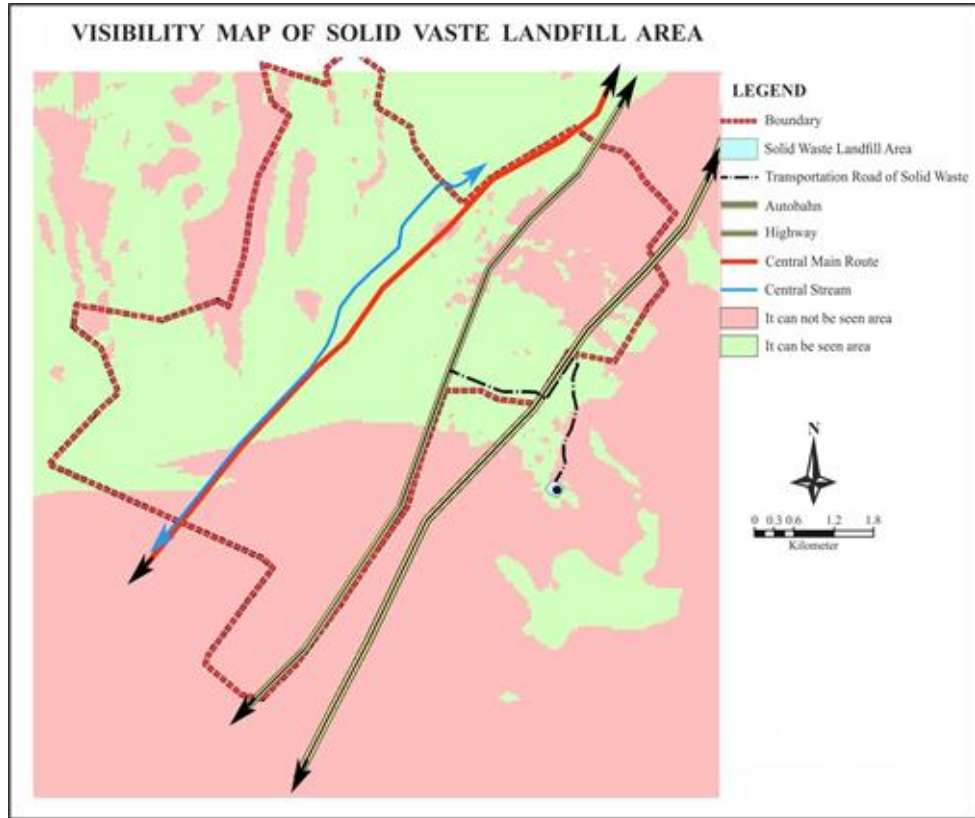 VISIBILITY MAP OF SOLID VASTE LANDFILL AREA
LEGEND
Boundary
Solid Waste Landfill Area
Transportation Road of Solid Waste
Autobahn
Highway
Central Main Route
Central Stream
It can not be seen area
It can be seen area
N
0 0.3 0.6 1.2 1.8
Kilometer